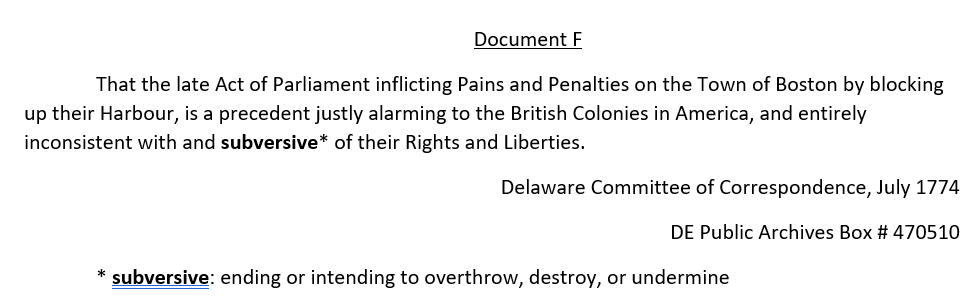 Document F
That the late Act of Parliament inflicting Pains and Penalties on the Town of Boston by blocking
up their Harbour, is a precedent justly alarming to the British Colonies in America, and entirely
inconsistent with and subversive* of their Rights and Liberties.
Delaware Committee of Correspondence, July 1774
DE Public Archives Box # 470510
* subversive: ending or intending to overthrow, destroy, or undermine